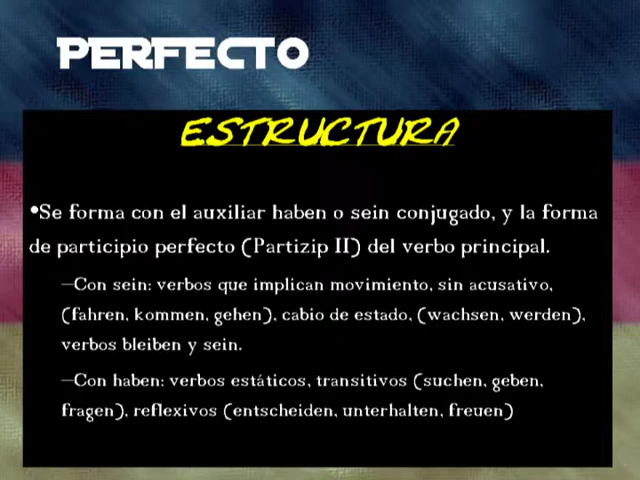 PERFECTO
ESTRUCTURA
•Se forma con el auxiliar haben o sein conjugado, y la forma
de participio perfecto (Partizip II) del verbo principal.
–Con sein: verbos que implican movimiento, sin acusativo,
(fahren, kommen, gehen), cabio de estado, (wachsen, werden),
verbos bleiben y sein.
–Con haben: verbos estáticos, transitivos (suchen, geben,
fragen), reflexivos (entscheiden, unterhalten, freuen)